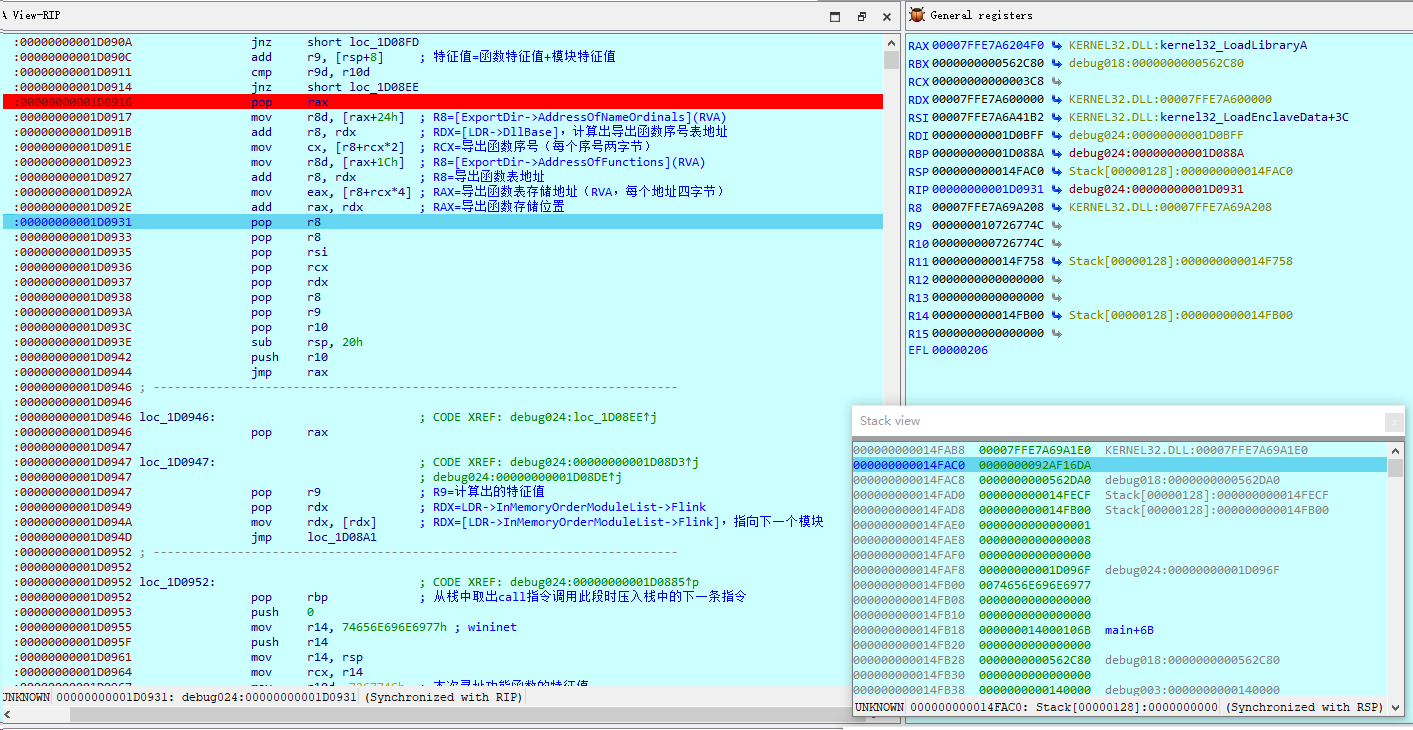 View-RIP
:00000000001D090A jnz short loc_1D08FD
:00000000001D090C add r9, [rsp+8] ; 特征值=函数特征值+模块特征值
:00000000001D0911 cmp r9d, r10d
:00000000001D0914 jnz short loc_1D08EE
:00000000001D0916 pop rax
:00000000001D0917 mov r8d, [rax+24h] ; R8=[ExportDir->AddressOfNameOrdinals](RVA)
:00000000001D091B add r8, rdx ; RDX=[LDR->DllBase], 计算出导出函数序号表地址
:00000000001D091E mov cx, [r8+rcx*2] ; RCX=导出函数序号（每个序号两字节）
:00000000001D0923 mov r8d, [rax+1Ch] ; R8=[ExportDir->AddressOfFunctions](RVA)
:00000000001D0927 add r8, rdx ; R8=导出函数表地址
:00000000001D092A mov eax, [r8+rcx*4] ; RAX=导出函数表存储地址（RVA，每个地址四字节）
:00000000001D092E add rax, rdx ; RAX=导出函数存储位置
:00000000001D0931 pop r8
:00000000001D0933 pop r8
:00000000001D0935 pop rsi
:00000000001D0936 pop rcx
:00000000001D0937 pop rdx
:00000000001D0938 pop r8
:00000000001D093A pop r9
:00000000001D093C pop r10
:00000000001D093E sub rsp, 20h
:00000000001D0942 push r10
:00000000001D0944 jmp rax
:00000000001D0946 ; ---------------------------------------------------------------------------
:00000000001D0946
:00000000001D0946 loc_1D0946: ; CODE XREF: debug024:loc_1D08EE↑j
:00000000001D0946 pop rax
:00000000001D0947
:00000000001D0947 loc_1D0947: ; CODE XREF: debug024:00000000001D08D3↑j
:00000000001D0947 ; debug024:00000000001D08DE↑j
:00000000001D0947 pop r9 ; R9=计算出的特征值
:00000000001D0949 pop rdx ; RDX=LDR->InMemoryOrderModuleList->Flink
:00000000001D094A mov rdx, [rdx] ; RDX=[LDR->InMemoryOrderModuleList->Flink], 指向下一个模块
:00000000001D094D jmp loc_1D08A1
:00000000001D0952 ; ---------------------------------------------------------------------------
:00000000001D0952
:00000000001D0952 loc_1D0952: ; CODE XREF: debug024:00000000001D0885↑p
:00000000001D0952 pop rbp ; 从栈中取出call指令调用此段时压入栈中的下一条指令
:00000000001D0953 push 0
:00000000001D0955 mov r14, 74656E696E6977h ; wininet
:00000000001D095F push r14
:00000000001D0961 mov r14, rsp
:00000000001D0964 mov rcx, r14
:00000000001D0967 mov r10d, 726774Ch ; 本次寻址功能函数的特征值
UNKNOWN 00000000001D0931: debug024:00000000001D0931 (Synchronized with RIP)
General registers
RAX 00007FFE7A6204F0 KERNEL32.DLL:kernel32_LoadLibraryA
RBX 0000000000562C80 debug018:0000000000562C80
RCX 00000000000003C8
RDX 00007FFE7A600000 KERNEL32.DLL:00007FFE7A600000
RSI 00007FFE7A6A41B2 KERNEL32.DLL:kernel32_LoadEnclaveData+3C
RDI 00000000001D0BFF debug024:00000000001D0BFF
RBP 00000000001D088A debug024:00000000001D088A
RSP 000000000014FAC0 Stack[00000128]:000000000014FAC0
RIP 00000000001D0931 debug024:00000000001D0931
R8 00007FFE7A69A208 KERNEL32.DLL:00007FFE7A69A208
R9 000000010726774C
R10 000000000726774C
R11 000000000014F758 Stack[00000128]:000000000014F758
R12 0000000000000000
R13 0000000000000000
R14 000000000014FB00 Stack[00000128]:000000000014FB00
R15 0000000000000000
EFL 00000206
Stack view
000000000014FAB8 00007FFE7A69A1E0 KERNEL32.DLL:00007FFE7A69A1E0
000000000014FAC0 0000000092AF16DA
000000000014FAC8 0000000000562DA0 debug018:0000000000562DA0
000000000014FAD0 000000000014FECF Stack[00000128]:000000000014FECF
000000000014FAD8 000000000014FB00 Stack[00000128]:000000000014FB00
000000000014FAE0 0000000000000001
000000000014FAE8 0000000000000008
000000000014FAF0 0000000000000000
000000000014FAF8 00000000001D096F debug024:00000000001D096F
000000000014FB00 0074656E696E6977
000000000014FB08 0000000000000000
000000000014FB10 0000000000000000
000000000014FB18 000000014000106B main+6B
000000000014FB20 0000000000000000
000000000014FB28 0000000000562C80 debug018:0000000000562C80
000000000014FB30 0000000000000000
000000000014FB38 0000000000140000 debug003:0000000000140000
UNKNOWN 000000000014FAC0: Stack[00000128]:0000000000 (Synchronized with RSP)